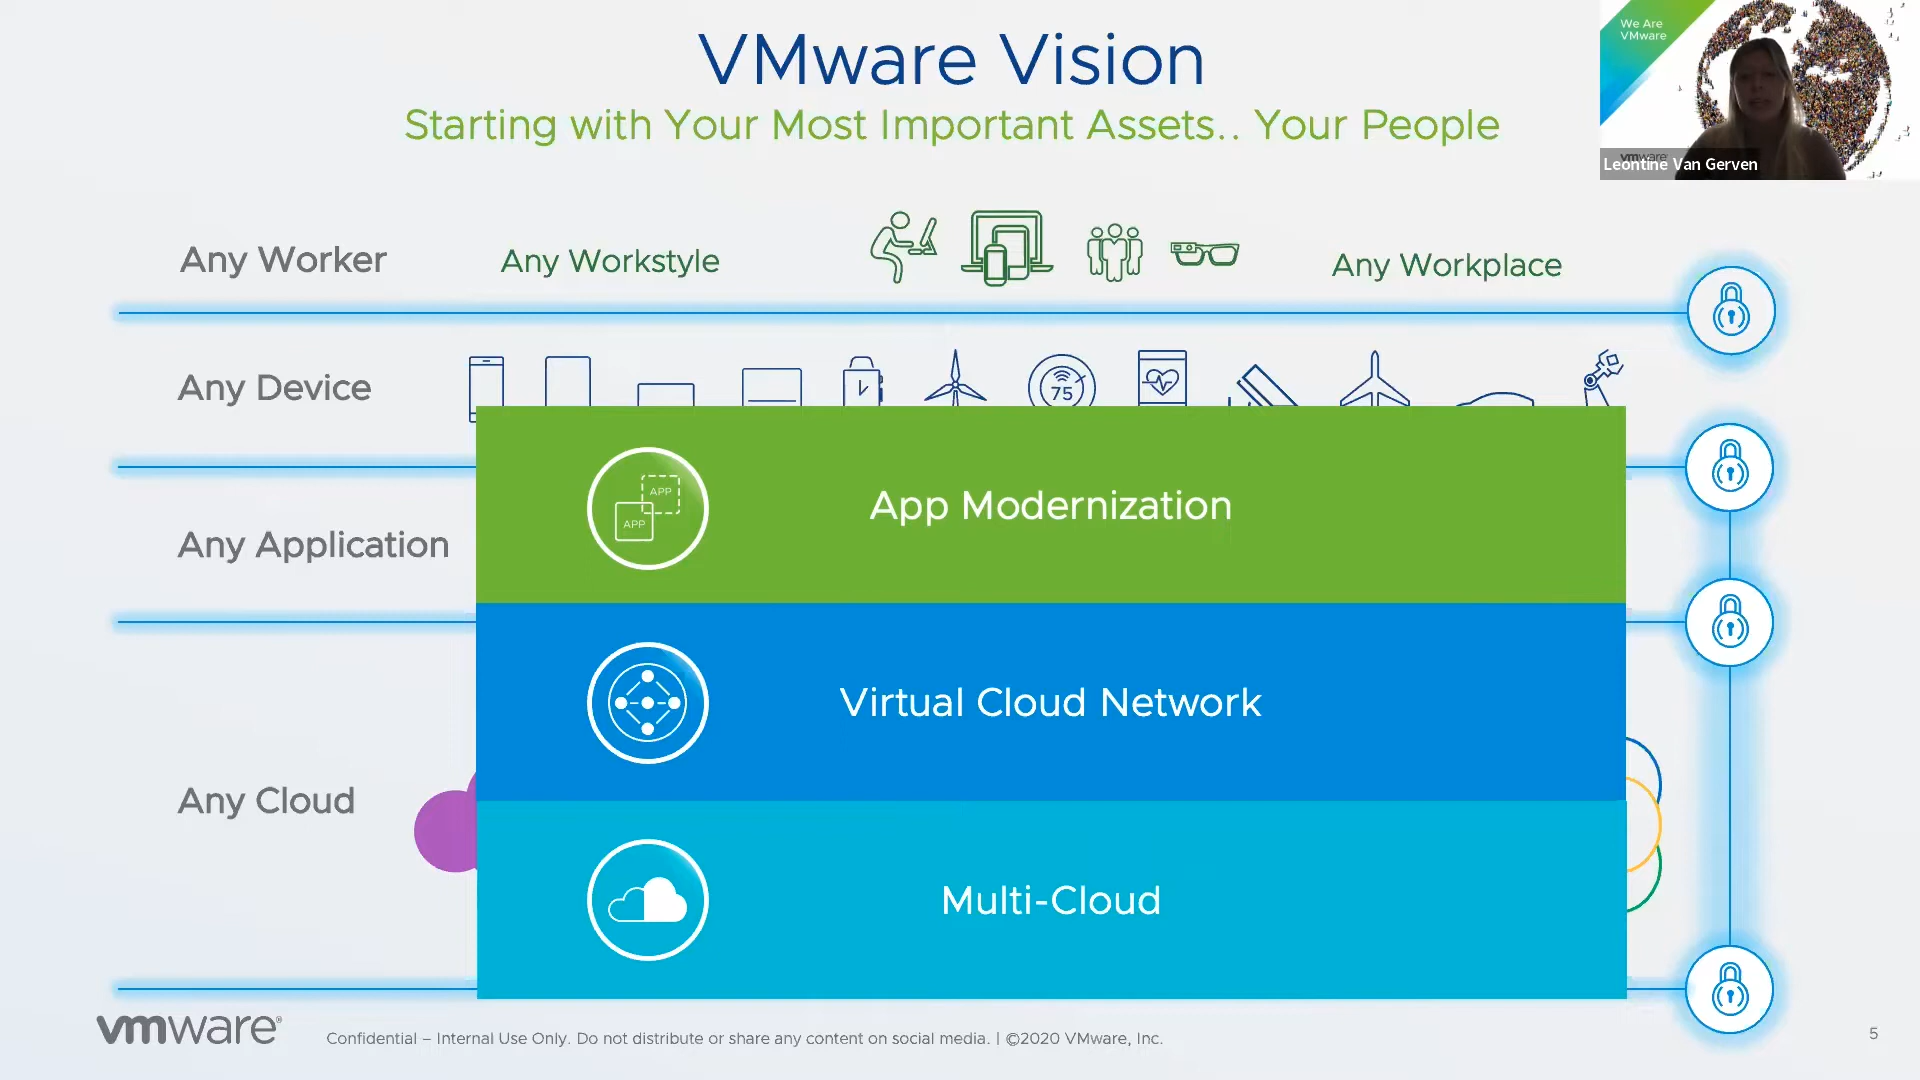 VMware Vision
Starting with Your Most Important Assets.. Your People
We Are
VMware
vmware
Leontine Van Gerven
Any Worker
Any Workstyle
Any Workplace
Any Device
75
APP
APP
App Modernization
Any Application
Virtual Cloud Network
Any Cloud
Multi-Cloud
vmware®
Confidential – Internal Use Only. Do not distribute or share any content on social media. | ©2020 VMware, Inc.
5